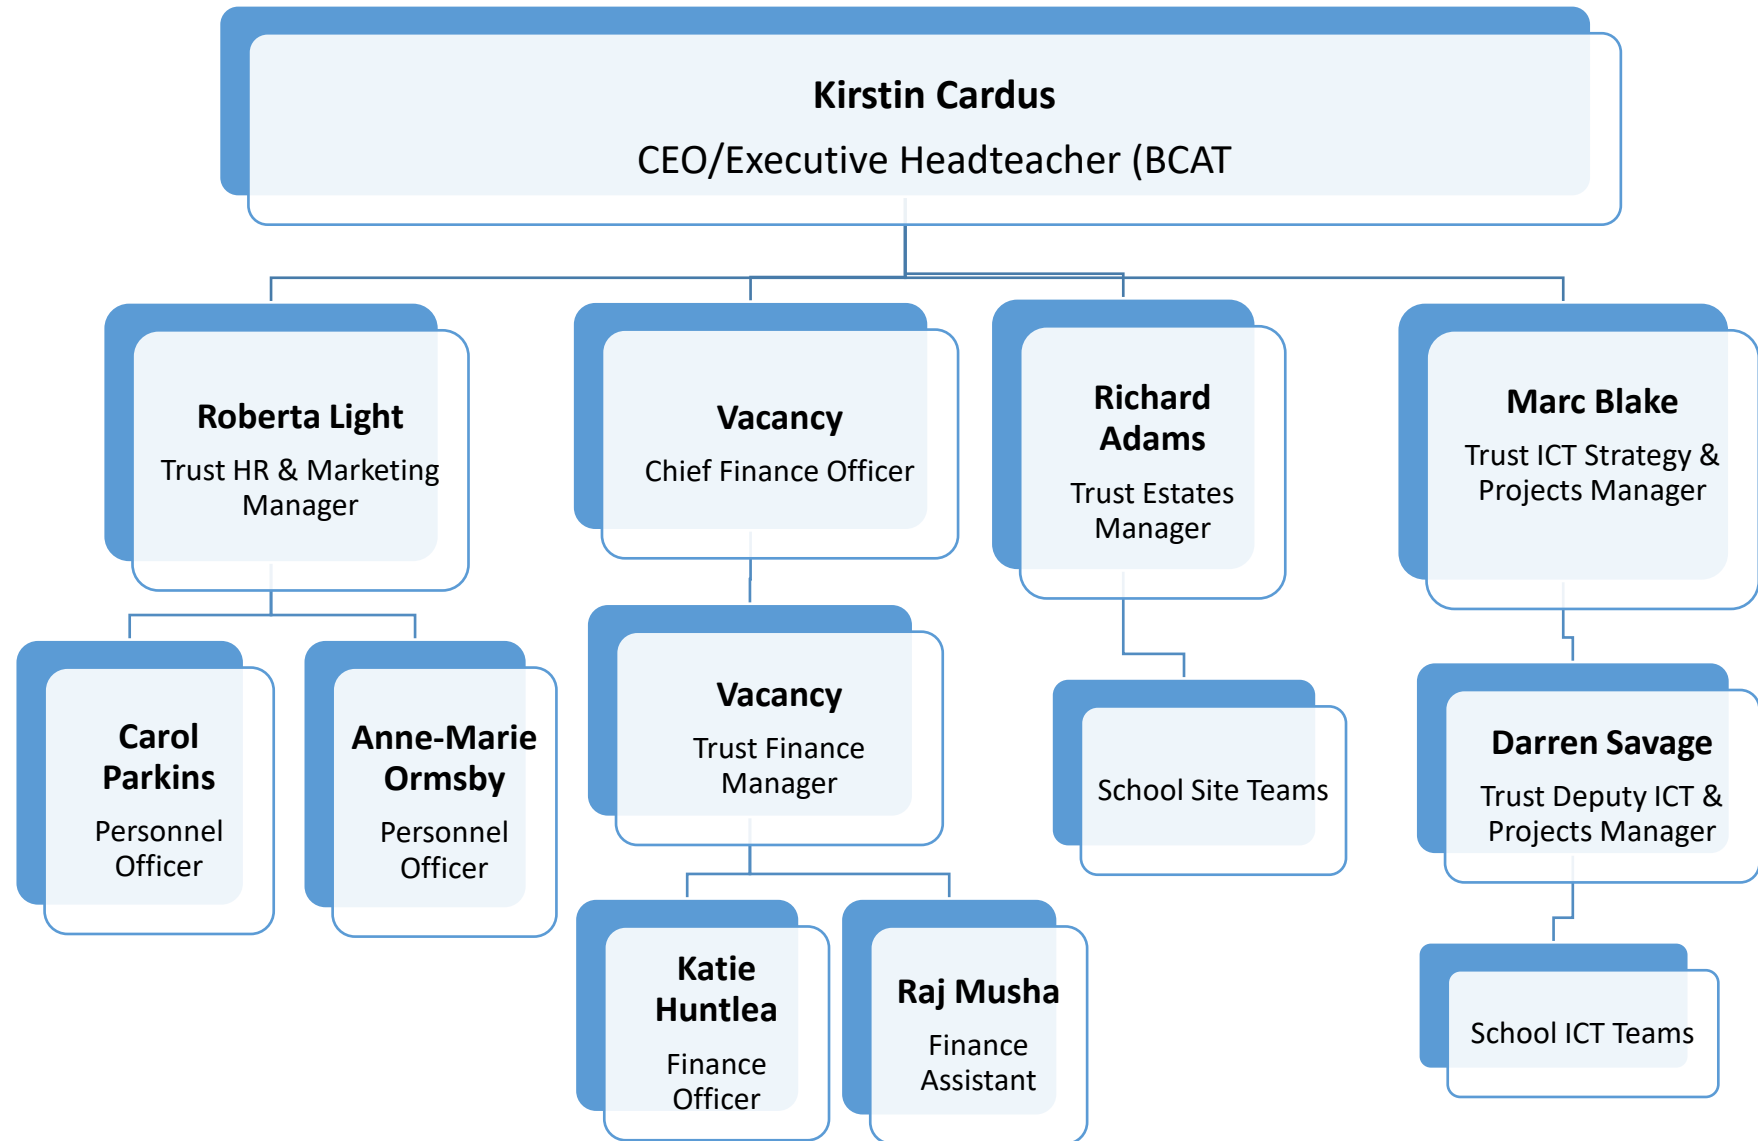 Kirstin Cardus
CEO/Executive Headteacher (BCAT
Roberta Light
Trust HR & Marketing
Manager
Vacancy
Chief Finance Officer
Richard
Adams
Trust Estates
Manager
Marc Blake
Trust ICT Strategy &
Projects Manager
Carol
Parkins
Personnel
Officer
Anne-Marie
Ormsby
Personnel
Officer
Vacancy
Trust Finance
Manager
School Site Teams
Darren Savage
Trust Deputy ICT &
Projects Manager
Katie
Huntlea
Finance
Officer
Raj Musha
Finance
Assistant
School ICT Teams